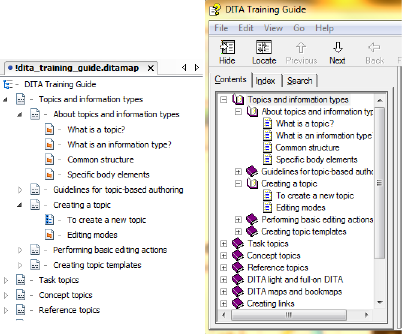 !dita_training_guide.ditamap
DITA Training Guide
Topics and information types
About topics and information types
What is a topic?
What is an information type?
Common structure
Specific body elements
Guidelines for topic-based authoring
Creating a topic
To create a new topic
Editing modes
Performing basic editing actions
Creating topic templates
Task topics
Concept topics
Reference topics
DITA Training Guide
File Edit View Go Help
Hide Locate Previous Next Back
Contents Index Search
Topics and information types
About topics and information typ
What is a topic?
What is an information type
Common structure
Specific body elements
Guidelines for topic-based autho
Creating a topic
To create a new topic
Editing modes
Performing basic editing actions
Creating topic templates
Task topics
Concept topics
Reference topics
DITA light and full-on DITA
DITA maps and bookmaps
Creating links